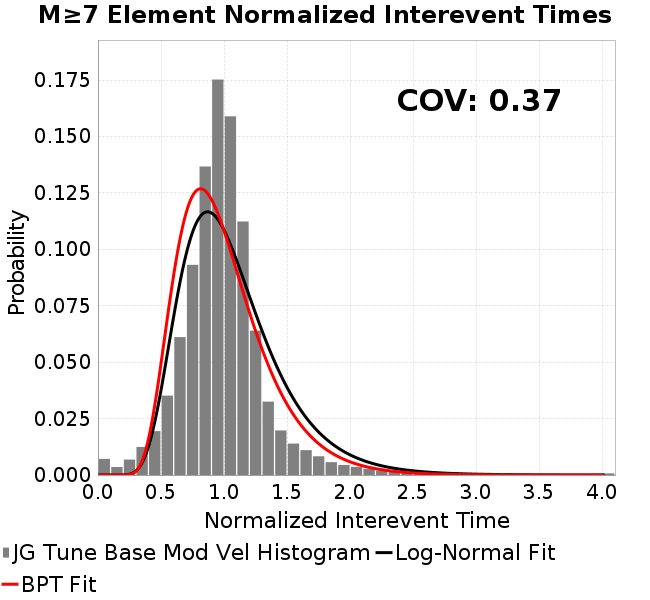 M≥7 Element Normalized Interevent Times
COV: 0.37
0.175
0.150
0.125
0.100
0.075
0.050
0.025
0.000
Probability
0.0 0.5 1.0 1.5 2.0 2.5 3.0 3.5 4.0
Normalized Interevent Time
JG Tune Base Mod Vel Histogram Log-Normal Fit
BPT Fit